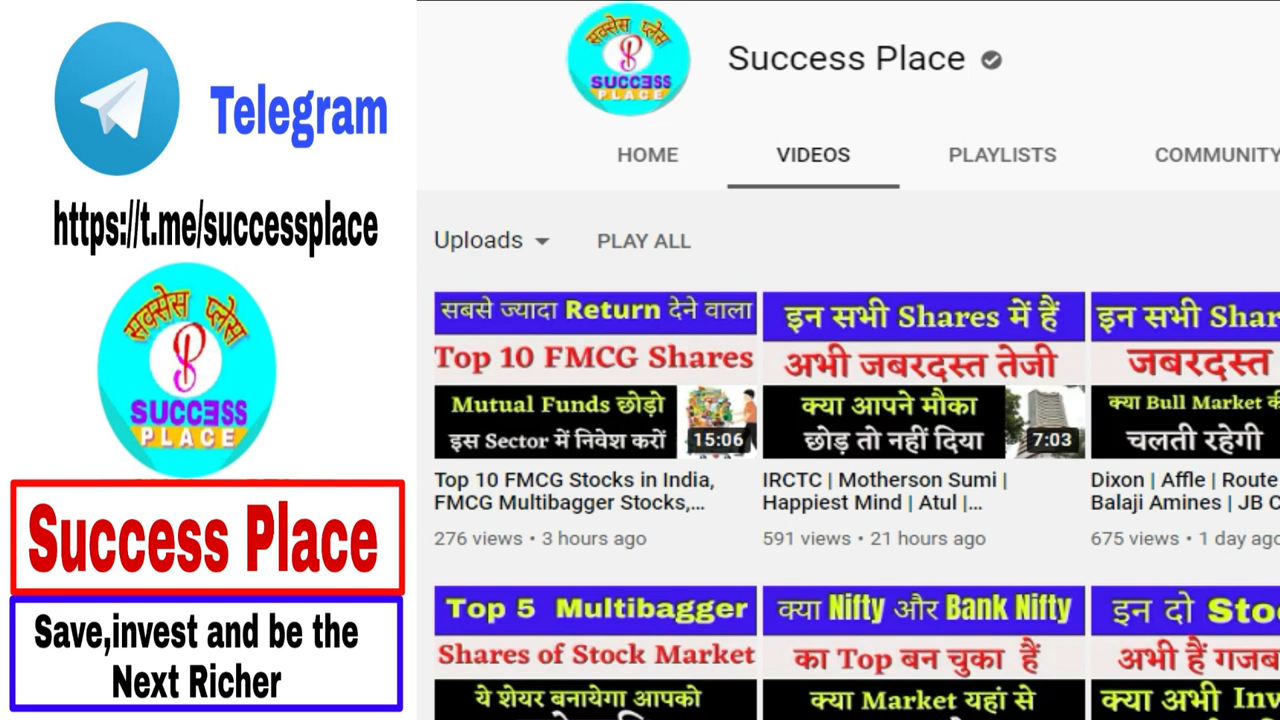 Telegram
https://t.me/successplace
सक्सेस प्लेस
SUCCESS
PLACE
Success Place
Save,invest and be the
Next Richer
सक्सेस प्लेस
SUCCESS
PLACE
Success Place
HOME VIDEOS PLAYLISTS COMMUNITY
Uploads PLAY ALL
सबसे ज्यादा Return देने वाला
Top 10 FMCG Shares
Mutual Funds छोड़ो
इस Sector में निवेश करों
15:06
Top 10 FMCG Stocks in India,
FMCG Multibagger Stocks,...
276 views • 3 hours ago
इन सभी Shares में हैं
अभी जबरदस्त तेजी
क्या आपने मौका
छोड़ तो नहीं दिया
7:03
IRCTC | Motherson Sumi |
Happiest Mind | Atul |...
591 views • 21 hours ago
इन सभी Shar
जबरदस्त
क्या Bull Market की
चलती रहेगी
Dixon | Affle | Route
Balaji Amines | JB C
675 views • 1 day ago
Top 5 Multibagger
Shares of Stock Market
ये शेयर बनायेगा आपको
क्या Nifty और Bank Nifty
का Top बन चुका हैं
क्या Market यहां से
इन दो Sto
अभी हैं गजब
क्या अभी Inv